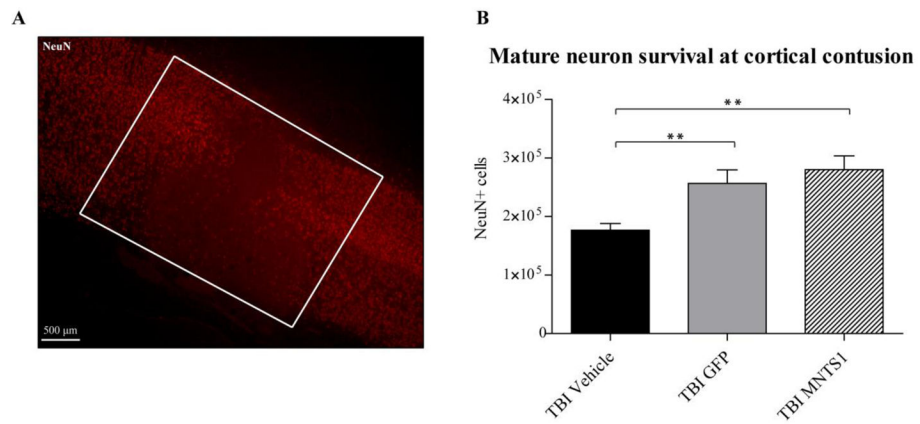 A
B
NeuN
500 μm
Mature neuron survival at cortical contusion
NeuN+ cells
4×10⁵
3×10⁵
2×10⁵
1×10⁵
0
**
**
TBI Vehicle
TBI GFP
TBI MNTS1